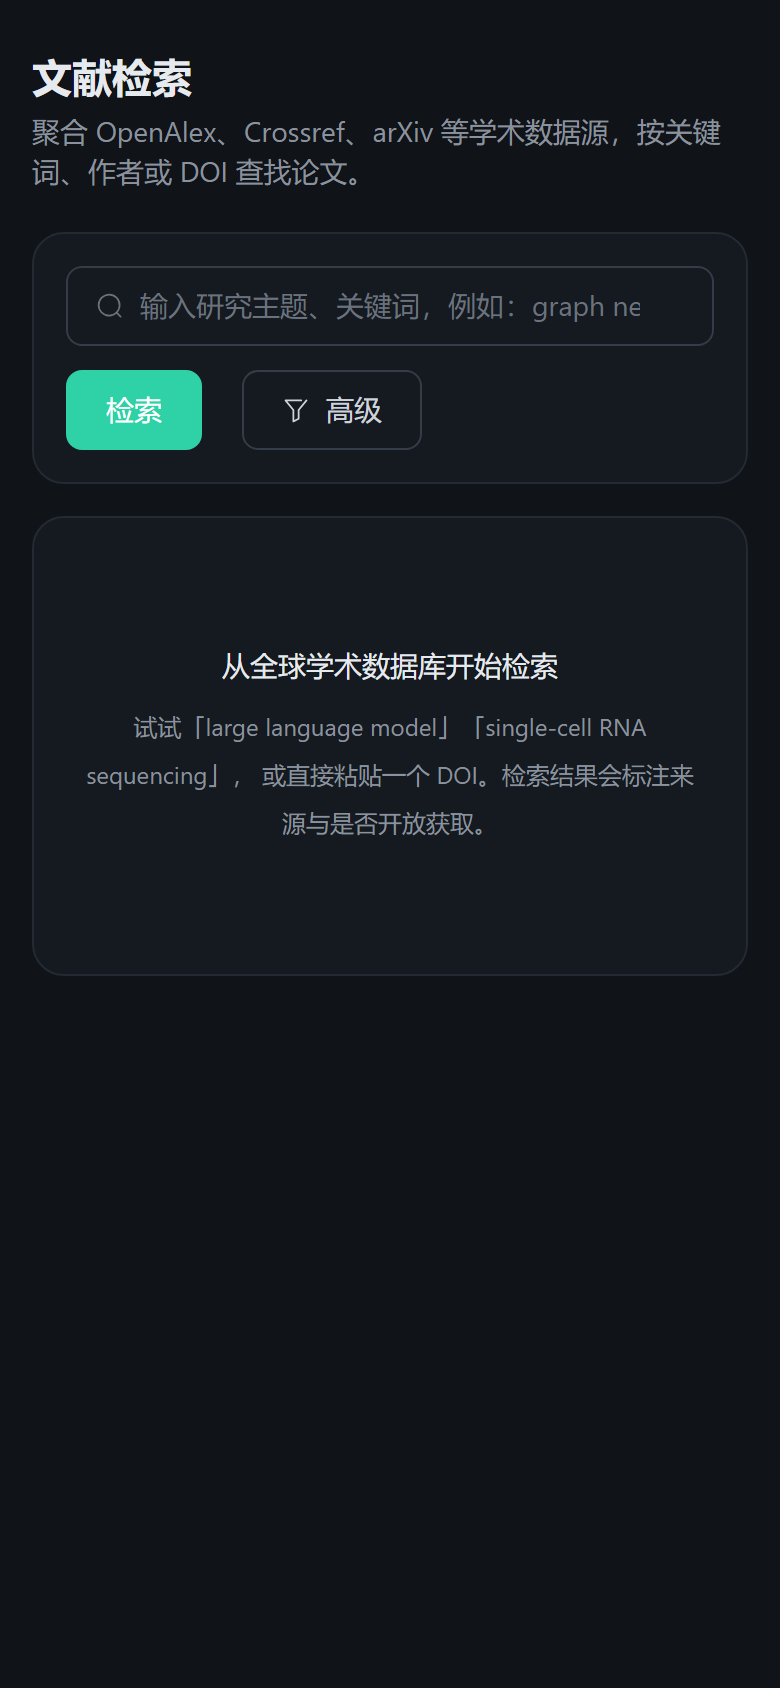 文献检索
聚合 OpenAlex、Crossref、arXiv 等学术数据源，按关键
词、作者或 DOI 查找论文。
输入研究主题、关键词，例如：graph ne
检索
高级
从全球学术数据库开始检索
试试「large language model」「single-cell RNA
sequencing」， 或直接粘贴一个 DOI。检索结果会标注来
源与是否开放获取。